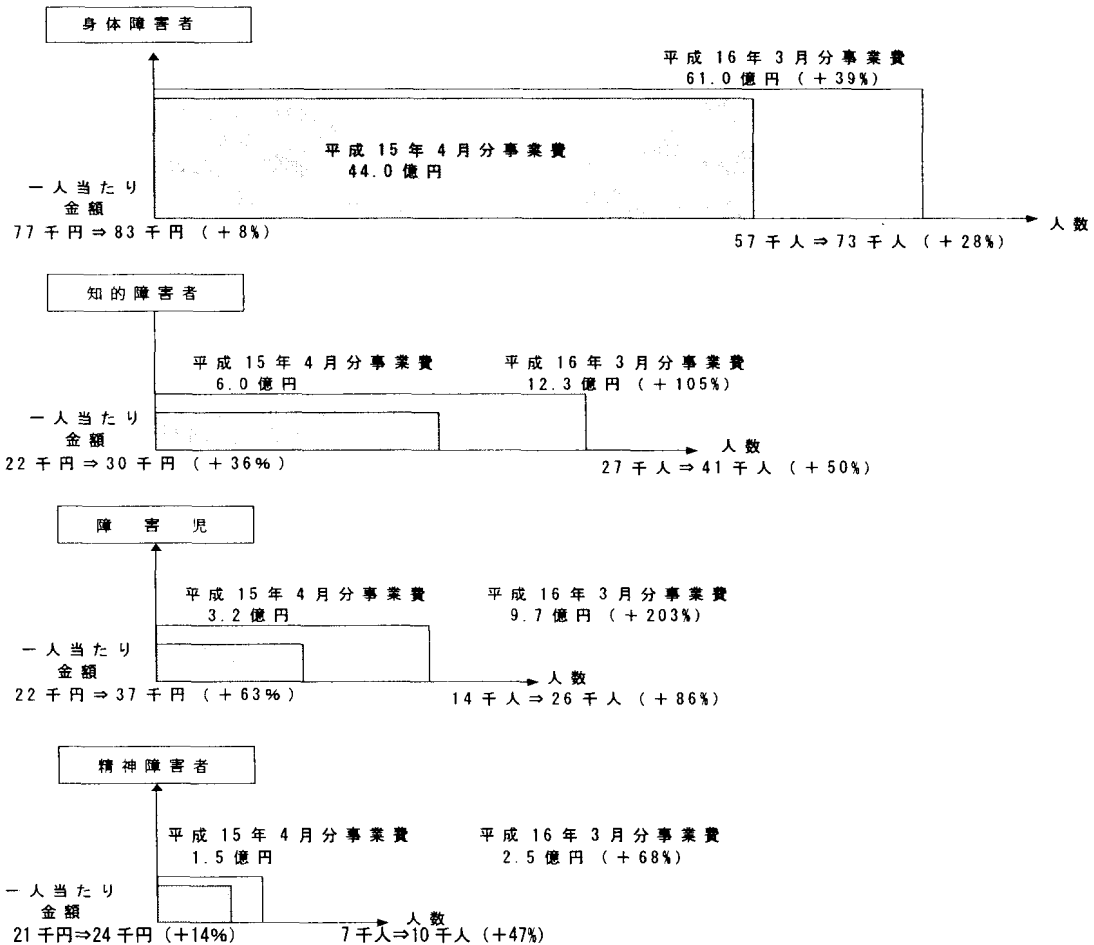 身体障害者
平成16年3月分事業費
61.0億円(+39%)
平成15年4月分事業費
44.0億円
一人当たり
金額
77千円⇒83千円(+8%)
人数
57千人⇒73千人(+28%)
知的障害者
平成15年4月分事業費
6.0億円
平成16年3月分事業費
12.3億円(+105%)
一人当たり
金額
22千円⇒30千円(+36%)
人数
27千人⇒41千人(+50%)
障害児
平成15年4月分事業費
3.2億円
平成16年3月分事業費
9.7億円(+203%)
一人当たり
金額
22千円⇒37千円(+63%)
人数
14千人⇒26千人(+86%)
精神障害者
平成15年4月分事業費
1.5億円
平成16年3月分事業費
2.5億円(+68%)
一人当たり
金額
21千円⇒24千円(+14%)
人数
7千人⇒10千人(+47%)